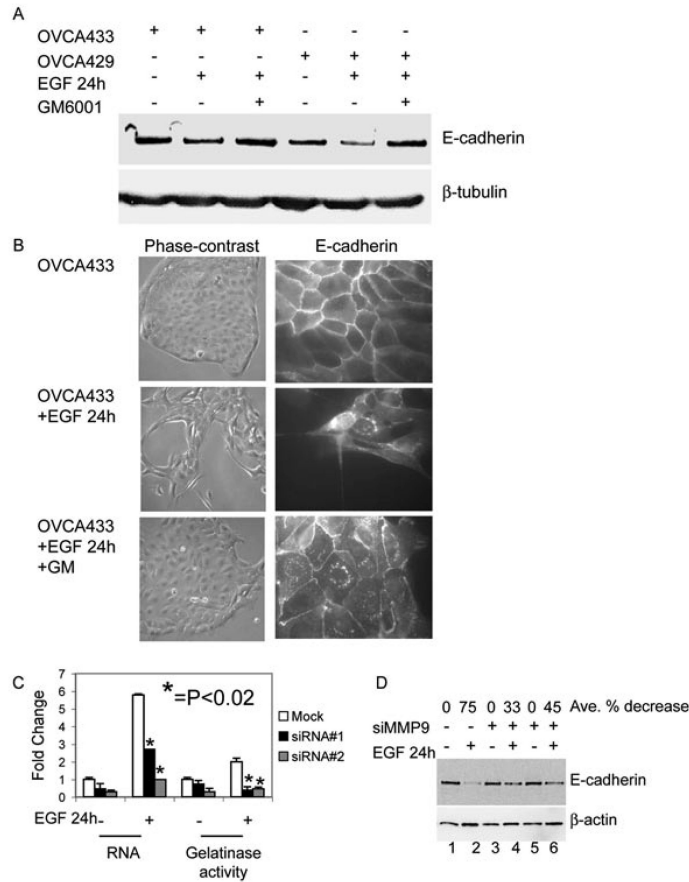 A
OVCA433 + + + - - -
OVCA429 - - - + + +
EGF 24h - + + - + +
GM6001 - - + - - +
E-cadherin
β-tubulin
B
Phase-contrast E-cadherin
OVCA433
OVCA433
+EGF 24h
OVCA433
+EGF 24h
+GM
C
*=P<0.02
Fold Change
7
6
5
4
3
2
1
0
* * * *
Mock
siRNA#1
siRNA#2
EGF 24h - + - +
RNA Gelatinase
activity
D
0 75 0 33 0 45 Ave. % decrease
siMMP9 - - + + + +
EGF 24h - + - + - +
E-cadherin
β-actin
1 2 3 4 5 6